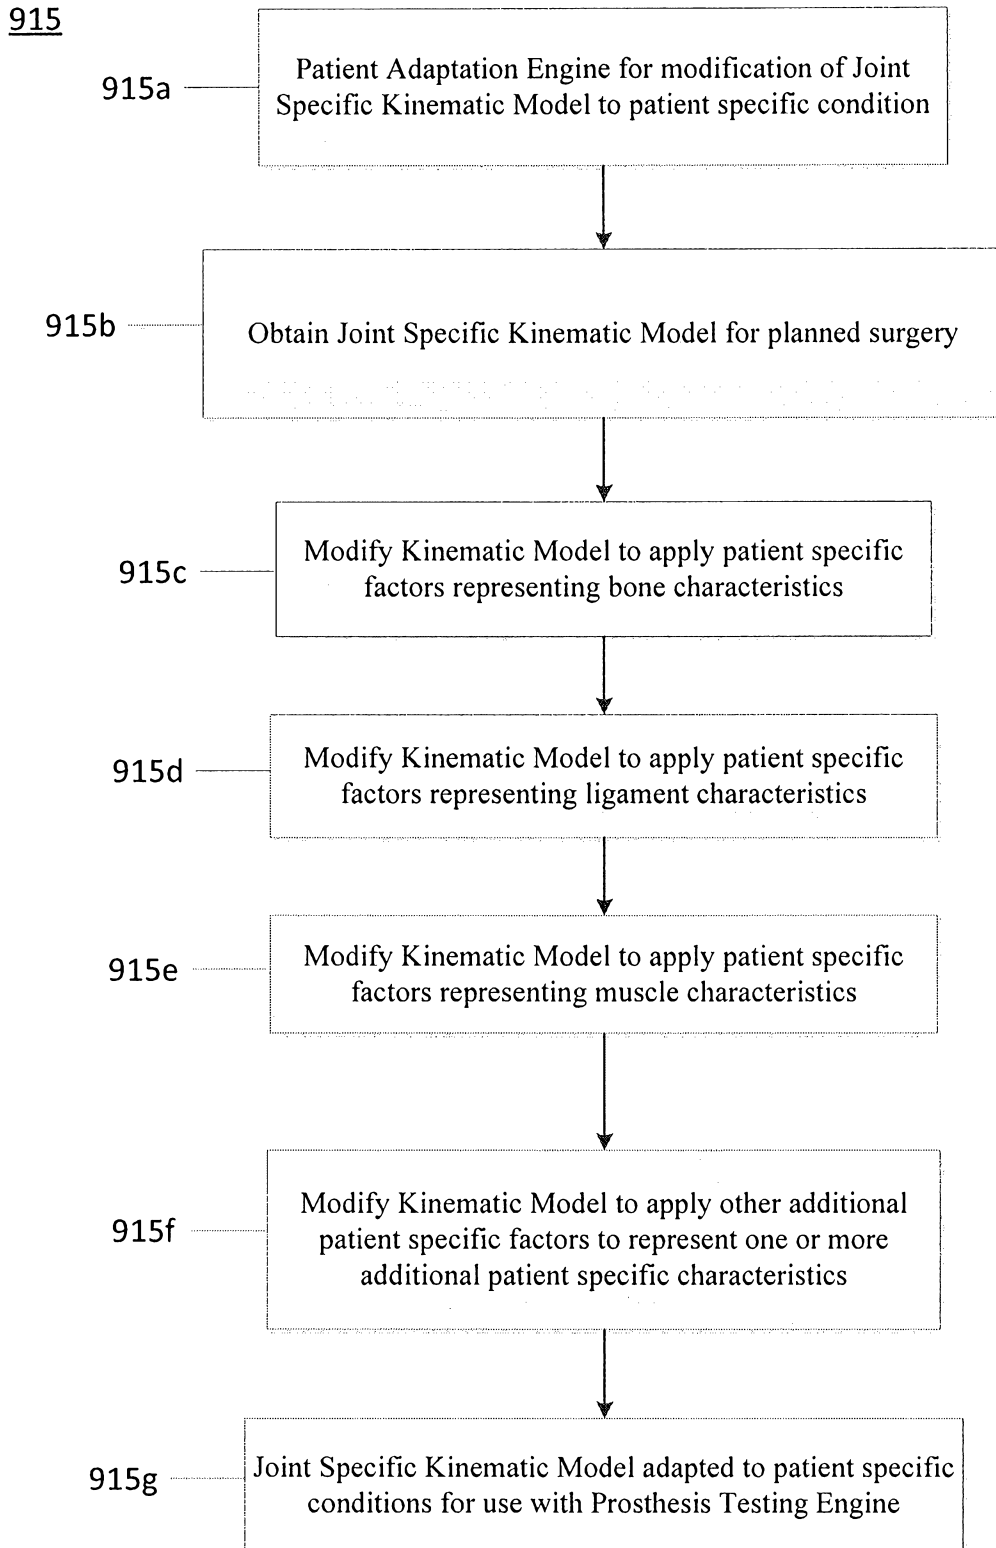 915
915a
Patient Adaptation Engine for modification of Joint
Specific Kinematic Model to patient specific condition
915b
Obtain Joint Specific Kinematic Model for planned surgery
915c
Modify Kinematic Model to apply patient specific
factors representing bone characteristics
915d
Modify Kinematic Model to apply patient specific
factors representing ligament characteristics
915e
Modify Kinematic Model to apply patient specific
factors representing muscle characteristics
915f
Modify Kinematic Model to apply other additional
patient specific factors to represent one or more
additional patient specific characteristics
915g
Joint Specific Kinematic Model adapted to patient specific
conditions for use with Prosthesis Testing Engine